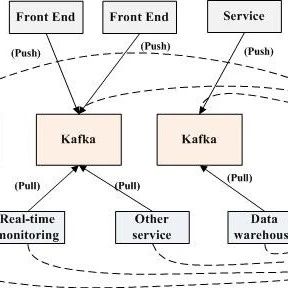 Front End
Front End
Service
(Push)
(Push)
(Push)
Kafka
Kafka
(Pull)
(Pull)
(Pull)
Real-time
monitoring
Other
service
Data